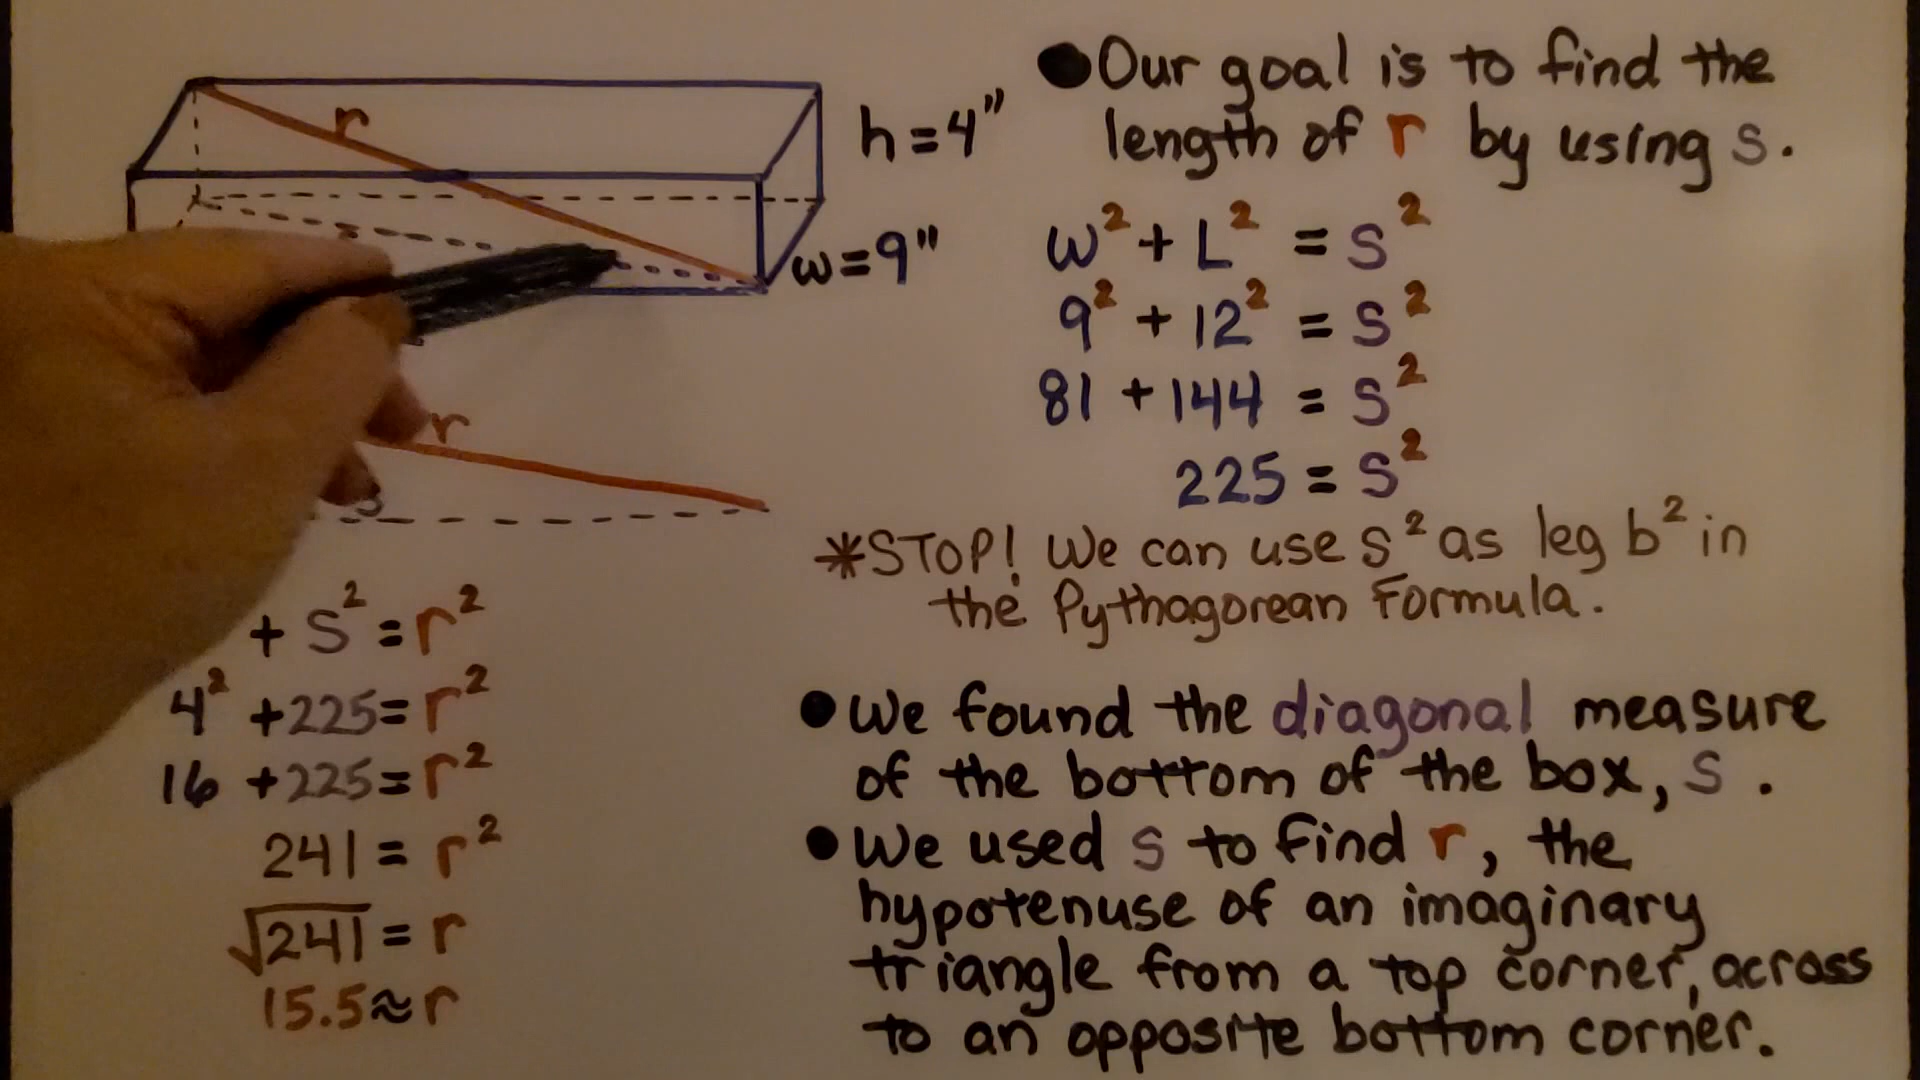 r
h=4"
w=9"
s
r
s
+ s² = r²
4² +225= r²
16 +225= r²
241 = r²
√241 = r
15.5≈r
●Our goal is to find the
length of r by using s.
w² + L² = s²
9² + 12² = s²
81 + 144 = s²
225 = s²
*STOP! We can use s² as leg b² in
the Pythagorean Formula.
●We found the diagonal measure
of the bottom of the box, s.
●We used s to find r, the
hypotenuse of an imaginary
triangle from a top corner, across
to an opposite bottom corner.